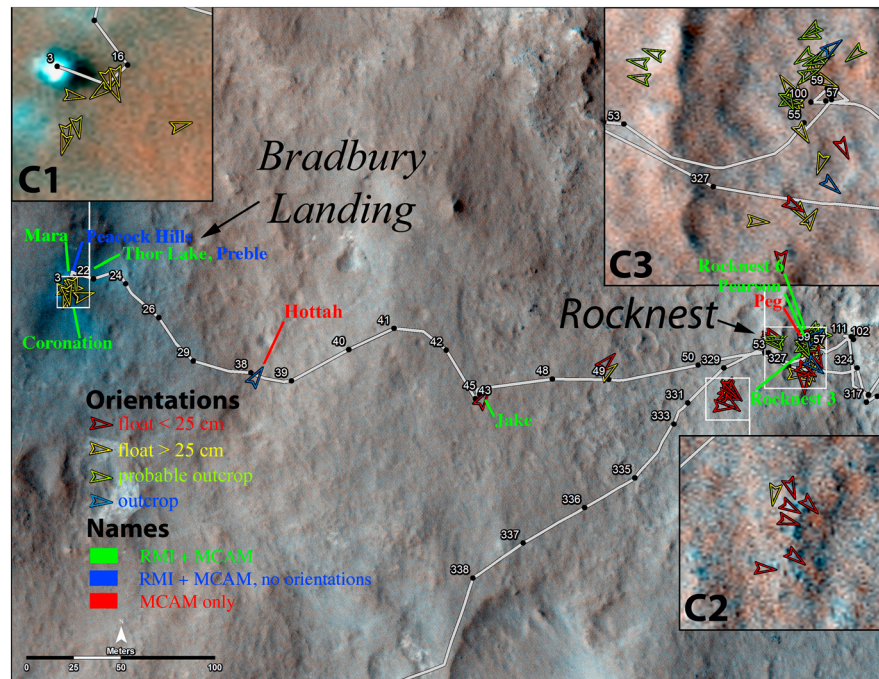 3
16
C1
Bradbury
Landing
Mara
Peacock Hills
Thor Lake, Preble
3
22
24
Coronation
26
29
38
39
Hottah
40
41
42
45
43
Jake
48
49
50
329
331
333
335
336
337
338
53
327
59
57
111
102
324
317
Rocknest
Rocknest 6
Pearson
Peg
Rocknest 3
53
327
100
59
57
55
C3
C2
Orientations
float < 25 cm
float > 25 cm
probable outcrop
outcrop
Names
RMI + MCAM
RMI + MCAM, no orientations
MCAM only
Meters
0
25
50
100